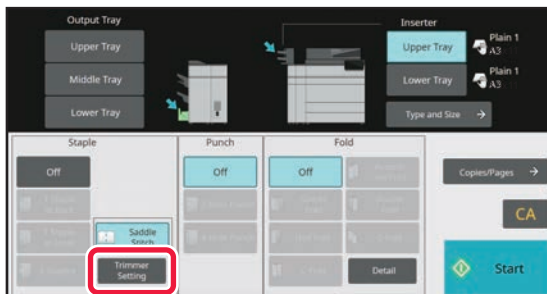 Output Tray
Upper Tray
Middle Tray
Lower Tray
Inserter
Upper Tray
Plain 1
A3
Lower Tray
Plain 1
A3
Type and Size →
Staple
Off
Saddle
Stitch
Trimmer
Setting
Punch
Off
Fold
Off
Detail
Copies/Pages →
CA
Start